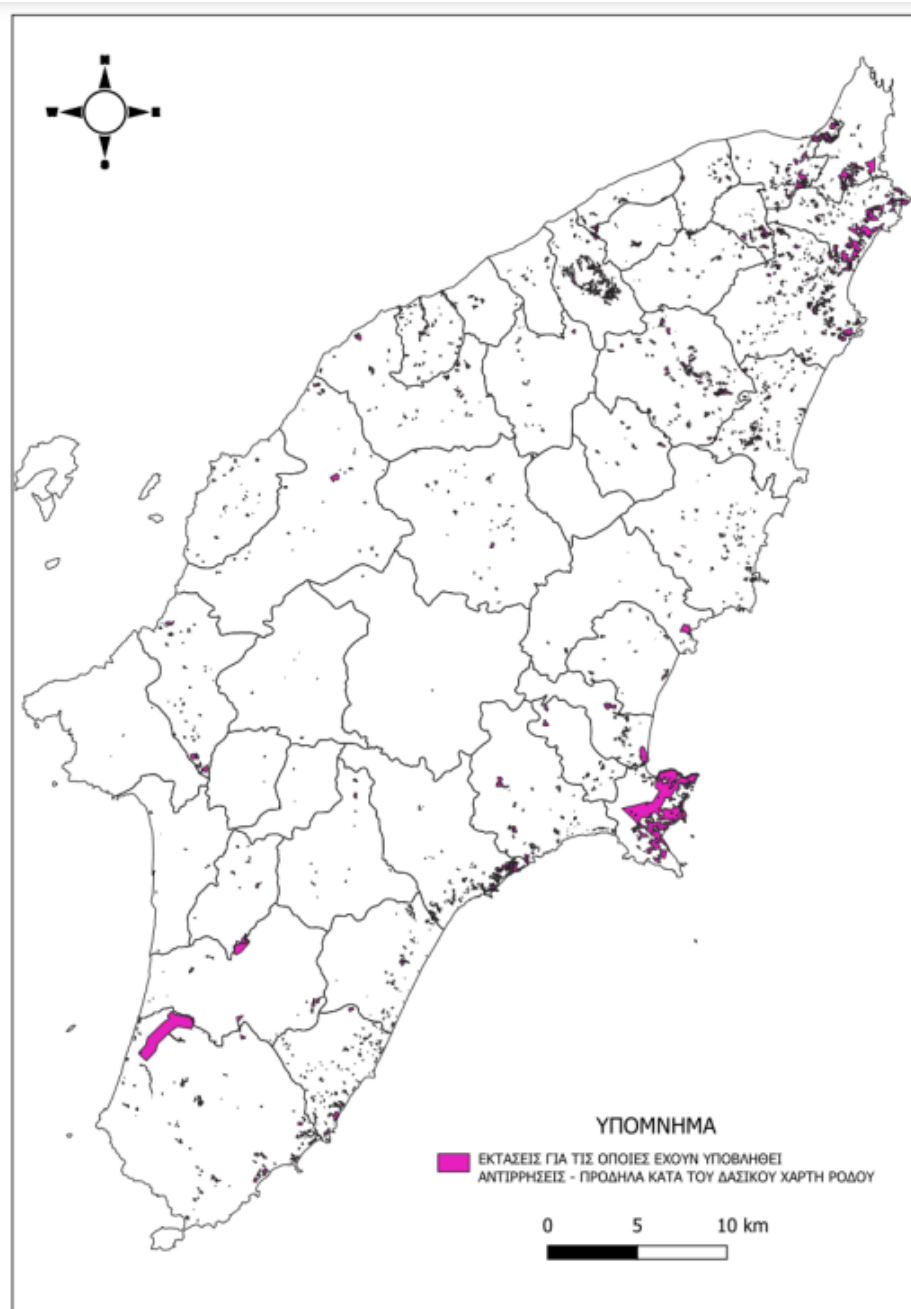 N
ΥΠΟΜΝΗΜΑ
ΕΚΤΑΣΕΙΣ ΓΙΑ ΤΙΣ ΟΠΟΙΕΣ ΕΧΟΥΝ ΥΠΟΒΛΗΘΕΙ
ΑΝΤΙΡΡΗΣΕΙΣ - ΠΡΟΔΗΛΑ ΚΑΤΑ ΤΟΥ ΔΑΣΙΚΟΥ ΧΑΡΤΗ ΡΟΔΟΥ
0 5 10 km